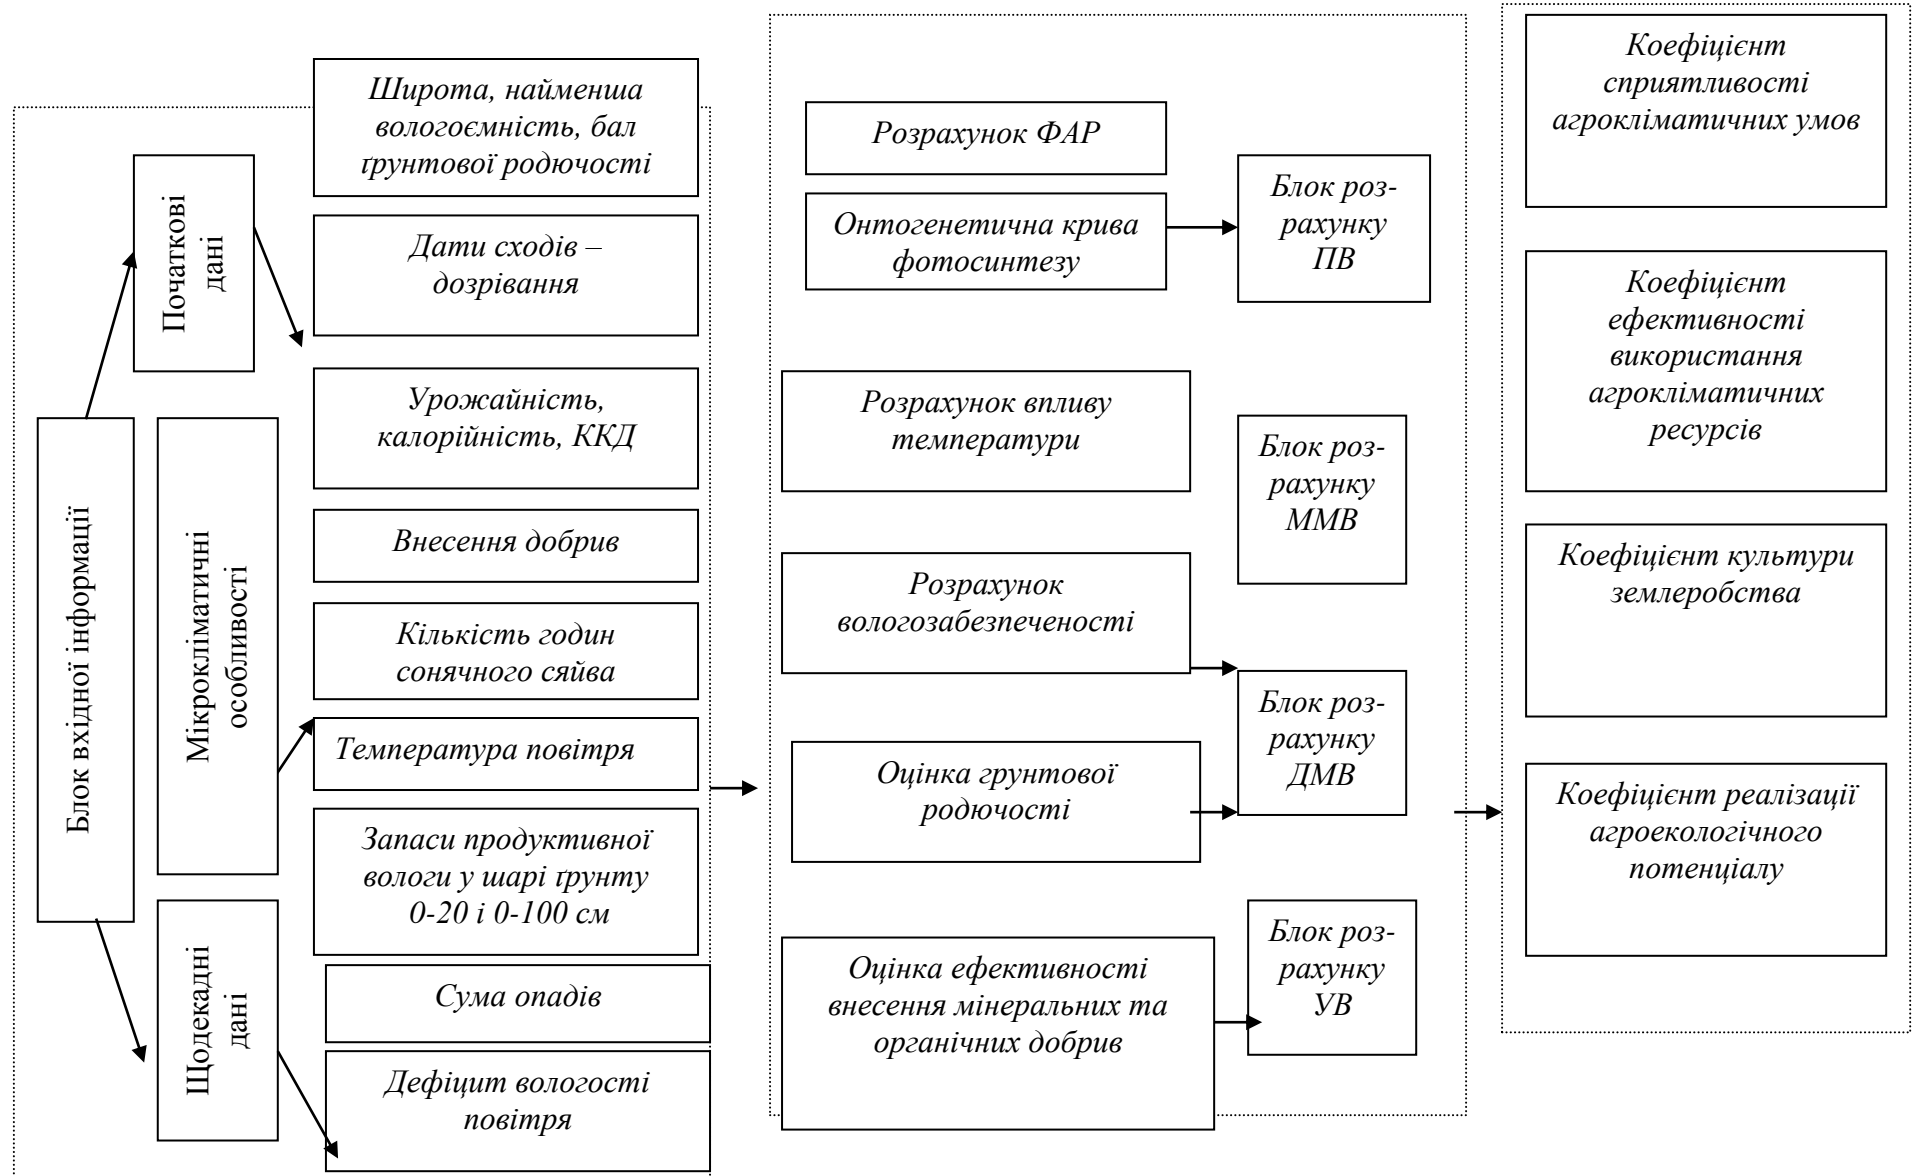 Блок вхідної інформації
Початкові
дані
Мікрокліматичні
особливості
Щодекадні
дані
Широта, найменша
вологоємність, бал
ґрунтової родючості
Дати сходів –
дозрівання
Урожайність,
калорійність, ККД
Внесення добрив
Кількість годин
сонячного сяйва
Температура повітря
Запаси продуктивної
вологи у шарі ґрунту
0-20 і 0-100 см
Сума опадів
Дефіцит вологості
повітря
Розрахунок ФАР
Онтогенетична крива
фотосинтезу
Розрахунок впливу
температури
Розрахунок
вологозабезпеченості
Оцінка грунтової
родючості
Оцінка ефективності
внесення мінеральних та
органічних добрив
Блок роз-
рахунку
ПВ
Блок роз-
рахунку
ММВ
Блок роз-
рахунку
ДМВ
Блок роз-
рахунку
УВ
Коефіцієнт
сприятливості
агрокліматичних умов
Коефіцієнт
ефективності
використання
агрокліматичних
ресурсів
Коефіцієнт культури
землеробства
Коефіцієнт реалізації
агроекологічного
потенціалу